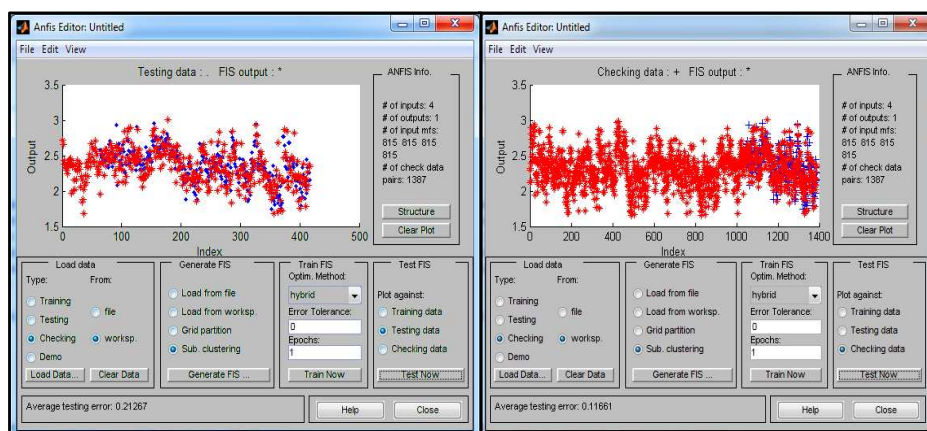 Anfis Editor: Untitled
File Edit View
Testing data : . FIS output : *
3.5
3
2.5
2
1.5
Output
0 100 200 300 400 500
Index
ANFIS Info.
# of inputs: 4
# of outputs: 1
# of input mfs:
815 815 815
815
# of check data
pairs: 1387
Structure
Clear Plot
Load data
Type: From:
Training
Testing
Checking
Demo
file
worksp.
Load Data... Clear Data
Generate FIS
Load from file
Load from worksp.
Grid partition
Sub. clustering
Generate FIS ...
Train FIS
Optim. Method:
hybrid
Error Tolerance:
0
Epochs:
1
Train Now
Test FIS
Plot against:
Training data
Testing data
Checking data
Test Now
Average testing error: 0.21267
Help Close
Anfis Editor: Untitled
File Edit View
Checking data : + FIS output : *
3.5
3
2.5
2
1.5
Output
0 200 400 600 800 1000 1200 1400
Index
ANFIS Info.
# of inputs: 4
# of outputs: 1
# of input mfs:
815 815 815
815
# of check data
pairs: 1387
Structure
Clear Plot
Load data
Type: From:
Training
Testing
Checking
Demo
file
worksp.
Load Data... Clear Data
Generate FIS
Load from file
Load from worksp.
Grid partition
Sub. clustering
Generate FIS ...
Train FIS
Optim. Method:
hybrid
Error Tolerance:
0
Epochs:
1
Train Now
Test FIS
Plot against:
Training data
Testing data
Checking data
Test Now
Average testing error: 0.11661
Help Close